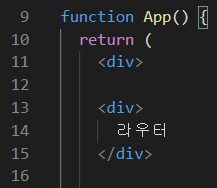 9 function App() {
10 return (
11 <div>
12
13 <div>
14 라우터
15 </div>
16